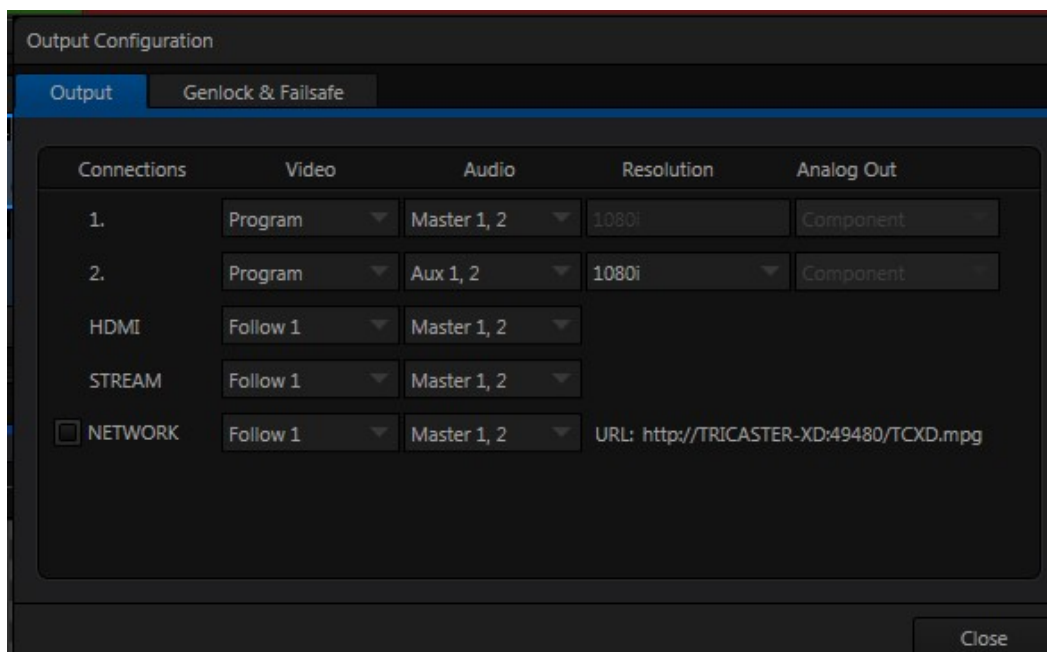 Output Configuration
Output Genlock & Failsafe
Connections Video Audio Resolution Analog Out
1. Program Master 1, 2 1080i Component
2. Program Aux 1, 2 1080i Component
HDMI Follow 1 Master 1, 2
STREAM Follow 1 Master 1, 2
NETWORK Follow 1 Master 1, 2 URL: http://TRICASTER-XD:49480/TCXD.mpg
Close